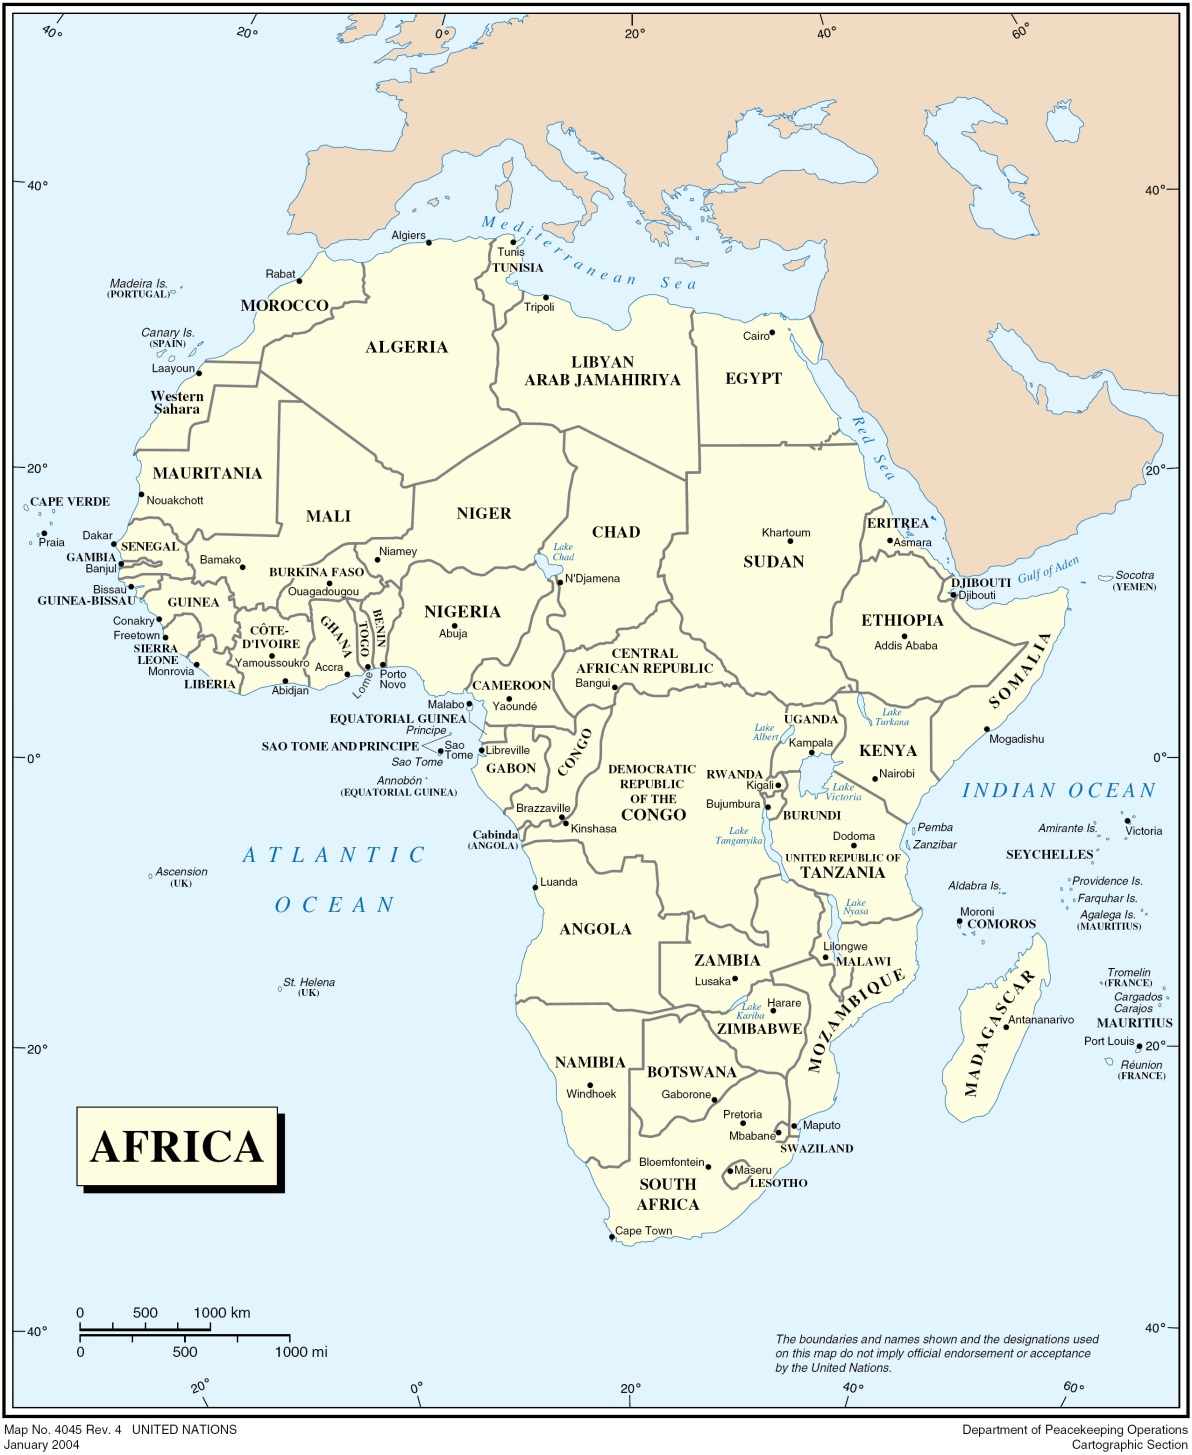 40°
20°
0°
20°
40°
60°
40°
40°
Mediterranean Sea
Algiers
Tunis
TUNISIA
Rabat
MOROCCO
Tripoli
Madeira Is.
(PORTUGAL)
Canary Is.
(SPAIN)
Laayoun
Western
Sahara
ALGERIA
LIBYAN
ARAB JAMAHIRIYA
Cairo
EGYPT
Red Sea
20°
20°
MAURITANIA
Nouakchott
CAPE VERDE
Praia
MALI
NIGER
CHAD
Khartoum
SUDAN
ERITREA
Asmara
Dakar
SENEGAL
GAMBIA
Banjul
Bamako
Niamey
Lake
Chad
N'Djamena
BURKINA FASO
Ouagadougou
Bissau
GUINEA-BISSAU
GUINEA
DJIBOUTI
Djibouti
Gulf of Aden
Socotra
(YEMEN)
Conakry
Freetown
SIERRA
LEONE
Monrovia
LIBERIA
CÔTE-
D'IVOIRE
Yamoussoukro
Abidjan
GHANA
Accra
TOGO
Lomé
BENIN
Porto
Novo
NIGERIA
Abuja
ETHIOPIA
Addis Ababa
SOMALIA
Mogadishu
CENTRAL
AFRICAN REPUBLIC
Bangui
CAMEROON
Yaoundé
Malabo
EQUATORIAL GUINEA
Principe
SAO TOME AND PRINCIPE
Sao
Tome
Sao Tome
Libreville
GABON
CONGO
Annobón
(EQUATORIAL GUINEA)
0°
0°
UGANDA
Kampala
Lake
Albert
Lake
Turkana
KENYA
Nairobi
DEMOCRATIC
REPUBLIC
OF THE
CONGO
RWANDA
Kigali
Bujumbura
BURUNDI
Lake
Victoria
Lake
Tanganyika
Brazzaville
Kinshasa
Cabinda
(ANGOLA)
Dodoma
UNITED REPUBLIC OF
TANZANIA
Pemba
Zanzibar
INDIAN OCEAN
Amirante Is.
Victoria
SEYCHELLES
Aldabra Is.
Providence Is.
Farquhar Is.
Agalega Is.
(MAURITIUS)
Moroni
COMOROS
ATLANTIC
OCEAN
Ascension
(UK)
St. Helena
(UK)
Luanda
ANGOLA
Lake
Nyasa
Lilongwe
MALAWI
ZAMBIA
Lusaka
Lake
Kariba
Harare
ZIMBABWE
MOZAMBIQUE
MADAGASCAR
Antananarivo
Tromelin
(FRANCE)
Cargados
Carajos
MAURITIUS
Port Louis
20°
Réunion
(FRANCE)
20°
NAMIBIA
Windhoek
BOTSWANA
Gaborone
Pretoria
Mbabane
Maputo
SWAZILAND
Bloemfontein
Maseru
LESOTHO
SOUTH
AFRICA
Cape Town
AFRICA
0 500 1000 km
0 500 1000 mi
40°
40°
The boundaries and names shown and the designations used
on this map do not imply official endorsement or acceptance
by the United Nations.
20°
0°
20°
40°
60°
Map No. 4045 Rev. 4 UNITED NATIONS
January 2004
Department of Peacekeeping Operations
Cartographic Section